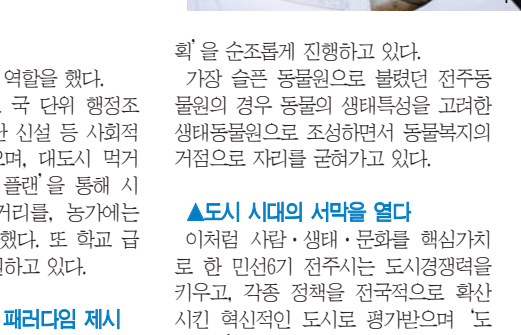 역할을 했다.
국 단위 행정조
신설 등 사회적
며, 대도시 먹거
플랜'을 통해 시
거리를, 농가에는
했다. 또 학교 급
하고 있다.
패러다임 제시
획'을 순조롭게 진행하고 있다.
가장 슬픈 동물원으로 불렸던 전주동
물원의 경우 동물의 생태특성을 고려한
생태동물원으로 조성하면서 동물복지의
거점으로 자리를 굳혀가고 있다.
▲도시 시대의 서막을 열다
이처럼 사람·생태·문화를 핵심가치
로 한 민선6기 전주시는 도시경쟁력을
키우고, 각종 정책을 전국적으로 확산
시킨 혁신적인 도시로 평가받으며 '도